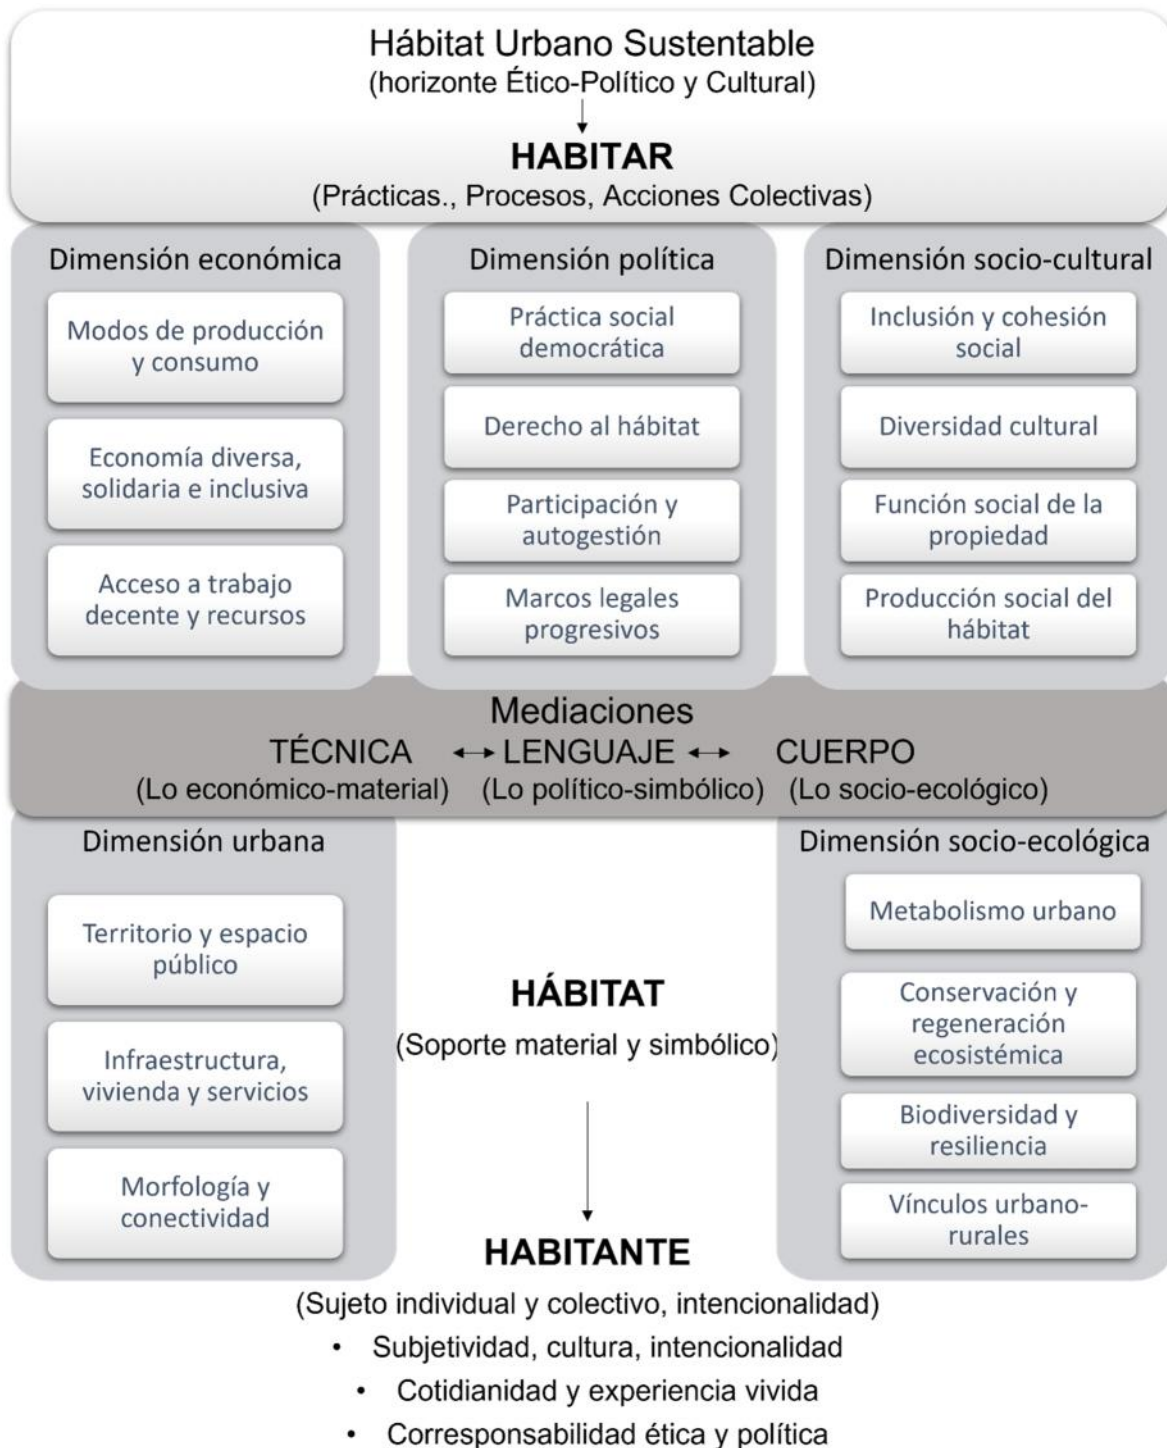 Hábitat Urbano Sustentable
(horizonte Ético-Político y Cultural)
HABITAR
(Prácticas., Procesos, Acciones Colectivas)
Dimensión económica
Modos de producción
y consumo
Economía diversa,
solidaria e inclusiva
Acceso a trabajo
decente y recursos
Dimensión política
Práctica social
democrática
Derecho al hábitat
Participación y
autogestión
Marcos legales
progresivos
Dimensión socio-cultural
Inclusión y cohesión
social
Diversidad cultural
Función social de la
propiedad
Producción social del
hábitat
Mediaciones
TÉCNICA ↔ LENGUAJE ↔ CUERPO
(Lo económico-material) (Lo político-simbólico) (Lo socio-ecológico)
Dimensión urbana
Territorio y espacio
público
Infraestructura,
vivienda y servicios
Morfología y
conectividad
HÁBITAT
(Soporte material y simbólico)
Dimensión socio-ecológica
Metabolismo urbano
Conservación y
regeneración
ecosistémica
Biodiversidad y
resiliencia
Vínculos urbano-
rurales
HABITANTE
(Sujeto individual y colectivo, intencionalidad)
• Subjetividad, cultura, intencionalidad
• Cotidianidad y experiencia vivida
• Corresponsabilidad ética y política